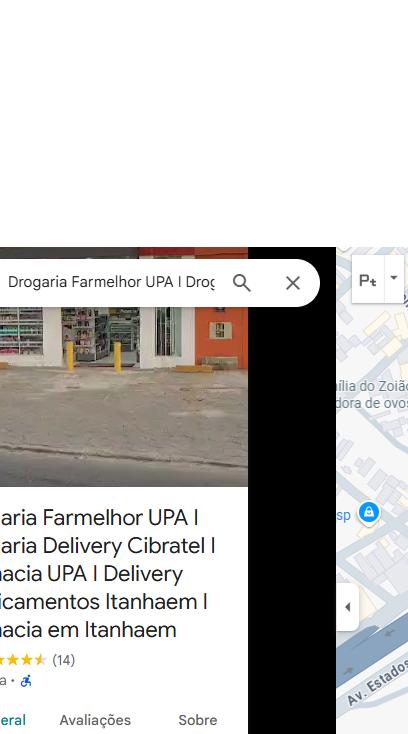 Drogaria Farmelhor UPA I Drog
Pt
ília do Zoião
dora de ovos
sp
aria Farmelhor UPA I
aria Delivery Cibratel I
nacia UPA I Delivery
icamentos Itanhaem I
nacia em Itanhaem
(14)
a ·
eral Avaliações Sobre
Av. Estados